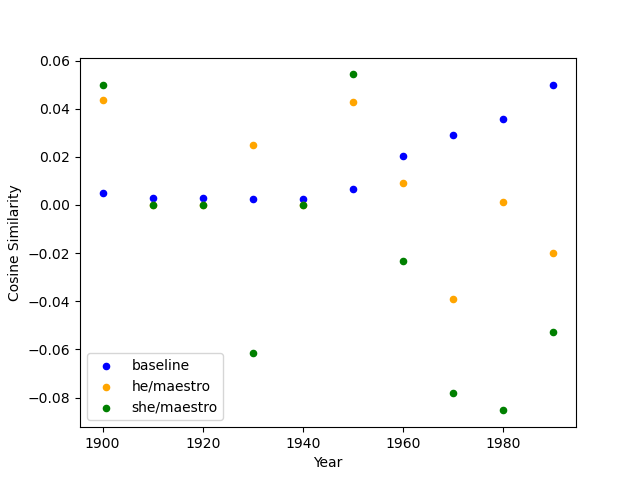 0.06
0.04
0.02
0.00
−0.02
−0.04
−0.06
−0.08
Cosine Similarity
baseline
he/maestro
she/maestro
1900 1920 1940 1960 1980
Year